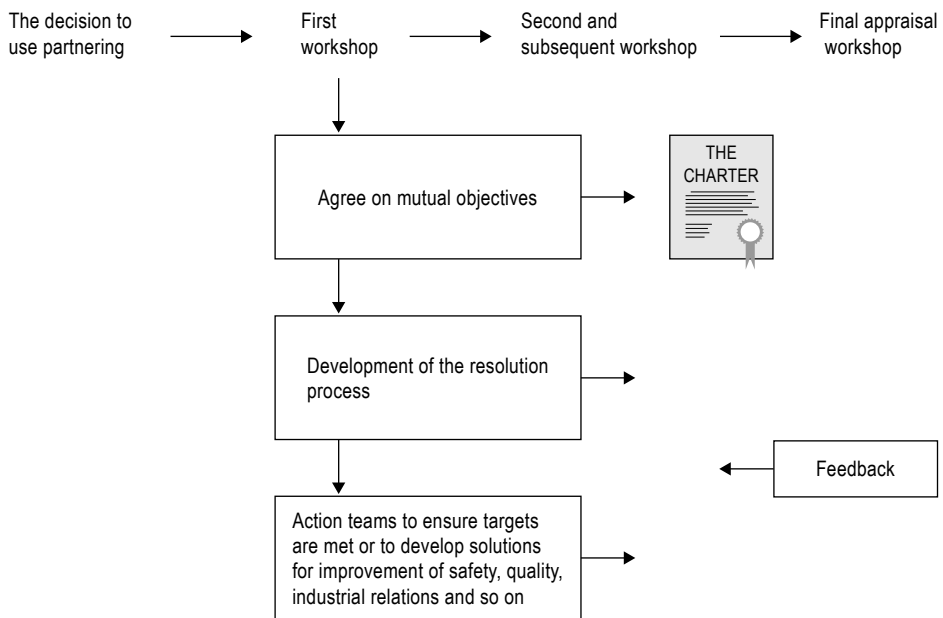 The decision to
use partnering
First
workshop
Second and
subsequent workshop
Final appraisal
workshop
Agree on mutual objectives
THE
CHARTER
Development of the resolution
process
Feedback
Action teams to ensure targets
are met or to develop solutions
for improvement of safety, quality,
industrial relations and so on